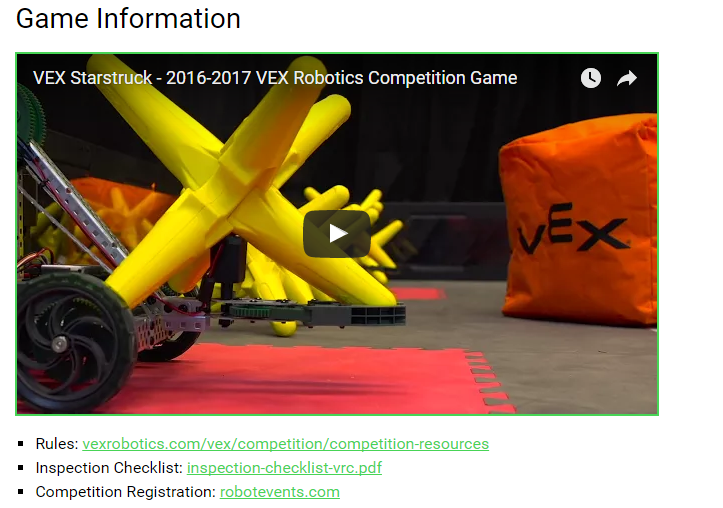 Game Information
VEX Starstruck - 2016-2017 VEX Robotics Competition Game
VEX
Rules: vexrobotics.com/vex/competition/competition-resources
Inspection Checklist: inspection-checklist-vrc.pdf
Competition Registration: robotevents.com